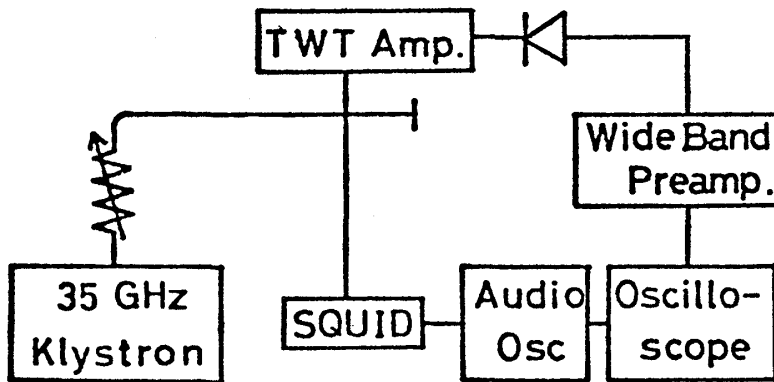 TWT Amp.
Wide Band
Preamp.
35 GHz
Klystron
SQUID
Audio
Osc
Oscillo-
scope